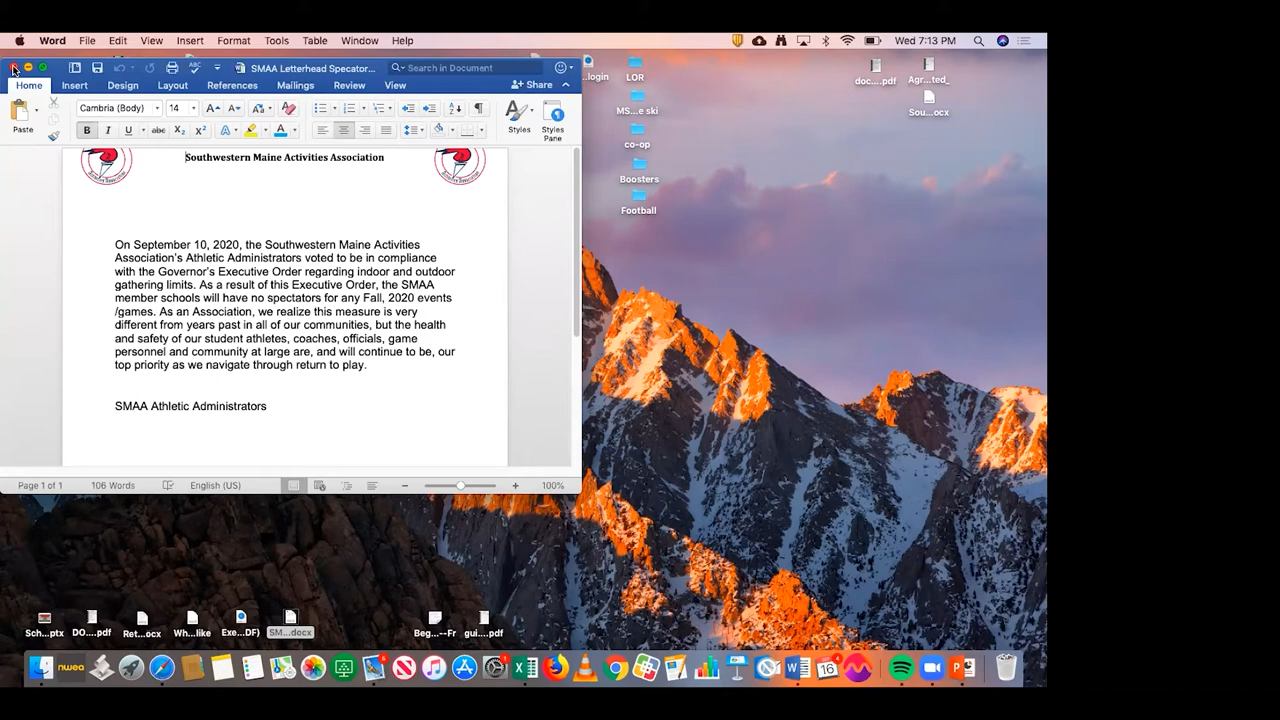 Word File Edit View Insert Format Tools Table Window Help Wed 7:13 PM
SMAA Letterhead Specator... Search in Document
Home Insert Design Layout References Mailings Review View Share
Paste Cambria (Body) 14 Styles Styles Pane
Southwestern Maine Activities Association
On September 10, 2020, the Southwestern Maine Activities
Association's Athletic Administrators voted to be in compliance
with the Governor's Executive Order regarding indoor and outdoor
gathering limits. As a result of this Executive Order, the SMAA
member schools will have no spectators for any Fall, 2020 events
/games. As an Association, we realize this measure is very
different from years past in all of our communities, but the health
and safety of our student athletes, coaches, officials, game
personnel and community at large are, and will continue to be, our
top priority as we navigate through return to play.
SMAA Athletic Administrators
Page 1 of 1 106 Words English (US) 100%
...login
LOR
MS...e ski
co-op
Boosters
Football
doc....pdf
Agr...ted_
Sou...ocx
Sch...ptx DO....pdf Ret...ocx Wh...like Exe...DF) SM...docx Beg...--Fr gui....pdf
nwea
16